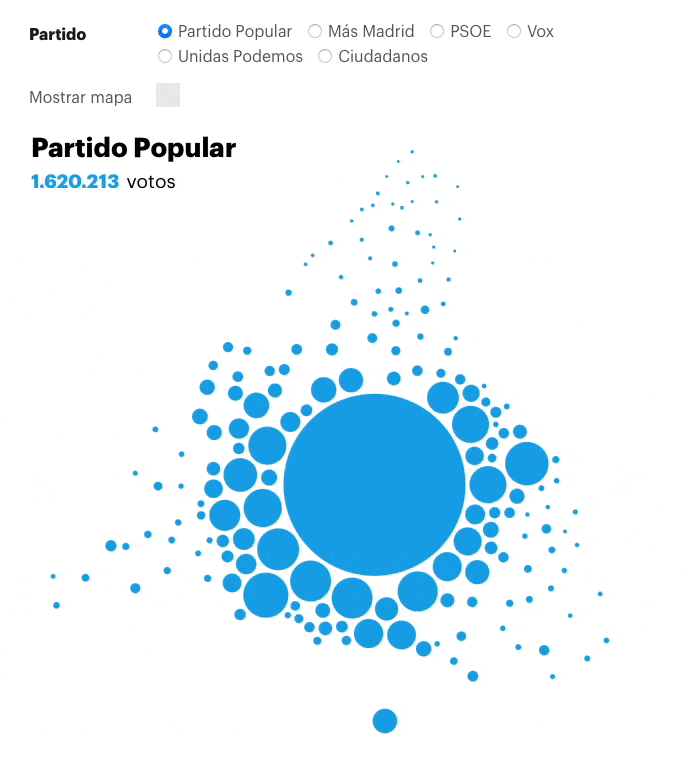 Partido Partido Popular Más Madrid PSOE Vox
Unidas Podemos Ciudadanos
Mostrar mapa
Partido Popular
1.620.213 votos